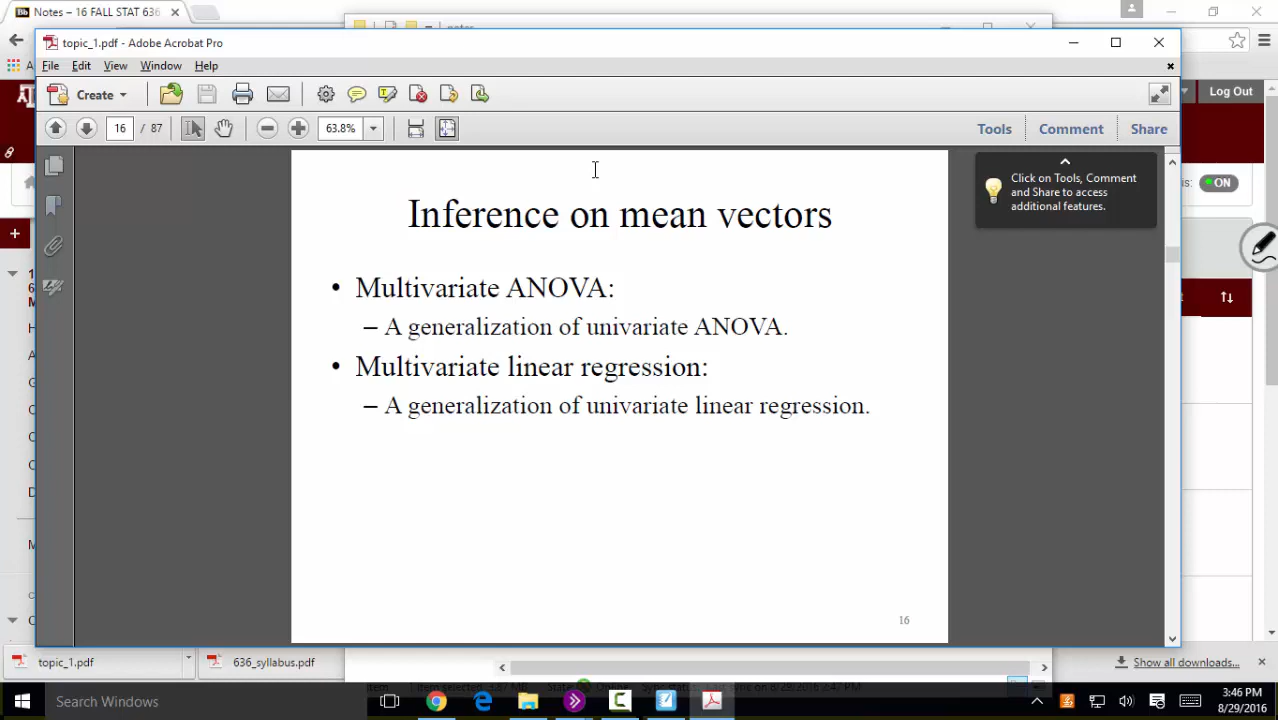 Notes – 16 FALL STAT 636
notes
topic_1.pdf - Adobe Acrobat Pro
File Edit View Window Help
Create
Log Out
16 / 87
63.8%
Tools Comment Share
Click on Tools, Comment
and Share to access
additional features.
is: ON
Inference on mean vectors
• Multivariate ANOVA:
– A generalization of univariate ANOVA.
• Multivariate linear regression:
– A generalization of univariate linear regression.
16
topic_1.pdf
636_syllabus.pdf
Show all downloads...
Search Windows
3:46 PM
8/29/2016